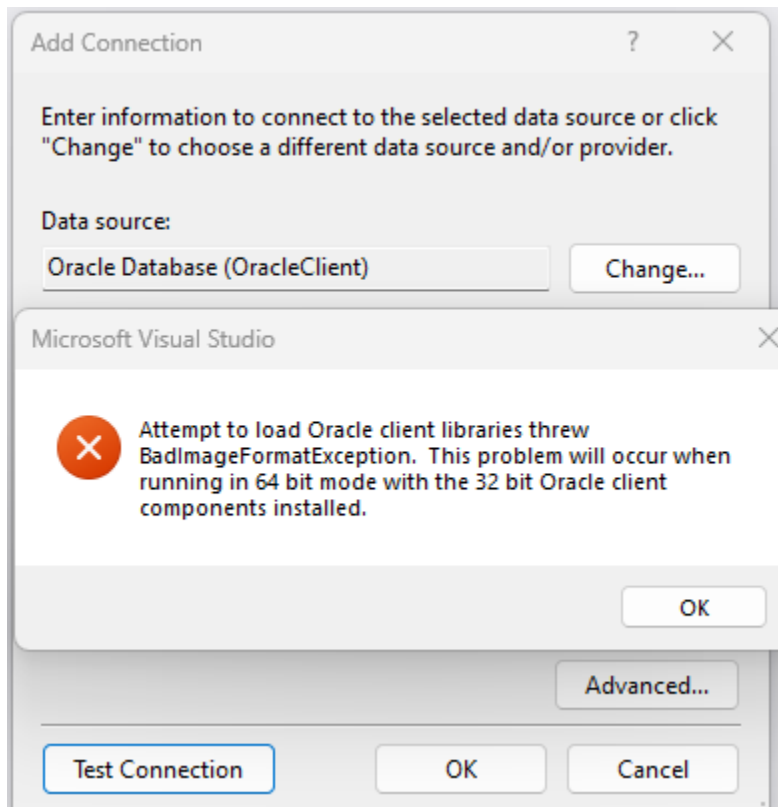 Add Connection
?
Enter information to connect to the selected data source or click
"Change" to choose a different data source and/or provider.
Data source:
Oracle Database (OracleClient)
Change...
Microsoft Visual Studio
Attempt to load Oracle client libraries threw
BadImageFormatException.  This problem will occur when
running in 64 bit mode with the 32 bit Oracle client
components installed.
OK
Advanced...
Test Connection
OK
Cancel